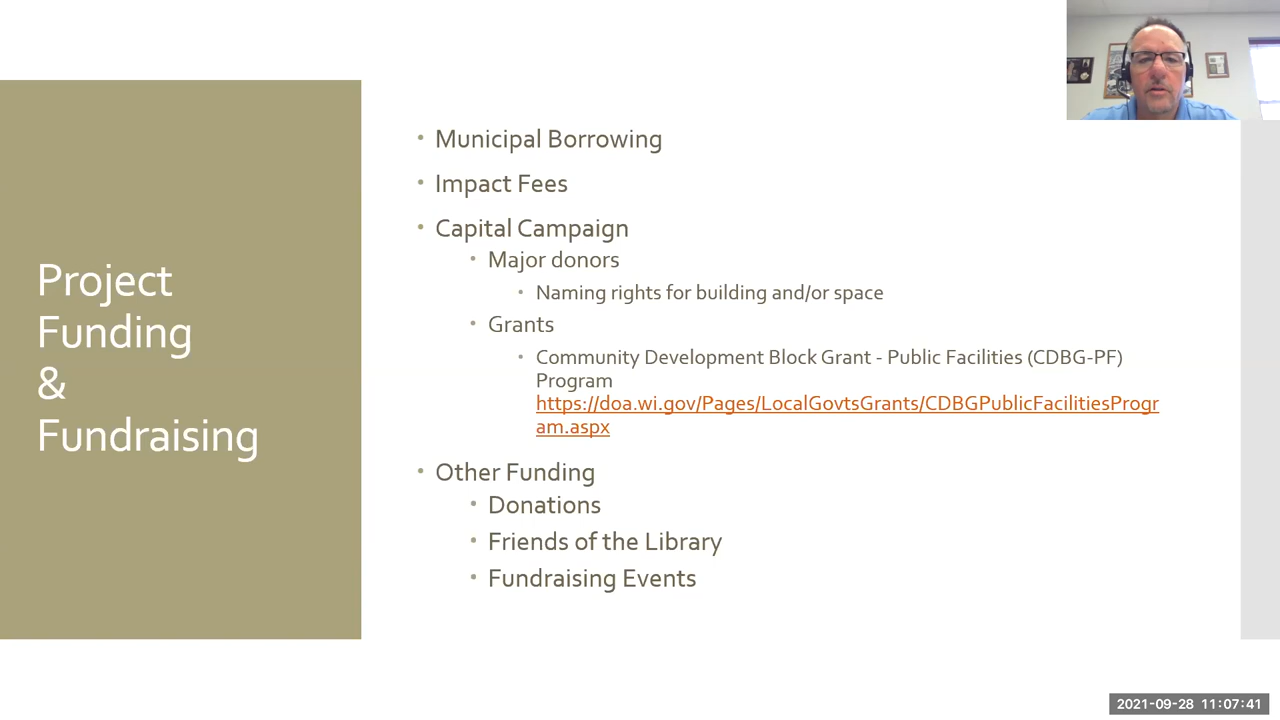 Project
Funding
&
Fundraising
• Municipal Borrowing
• Impact Fees
• Capital Campaign
• Major donors
• Naming rights for building and/or space
• Grants
• Community Development Block Grant - Public Facilities (CDBG-PF)
Program
https://doa.wi.gov/Pages/LocalGovtsGrants/CDBGPublicFacilitiesProgr
am.aspx
• Other Funding
• Donations
• Friends of the Library
• Fundraising Events
2021-09-28 11:07:41